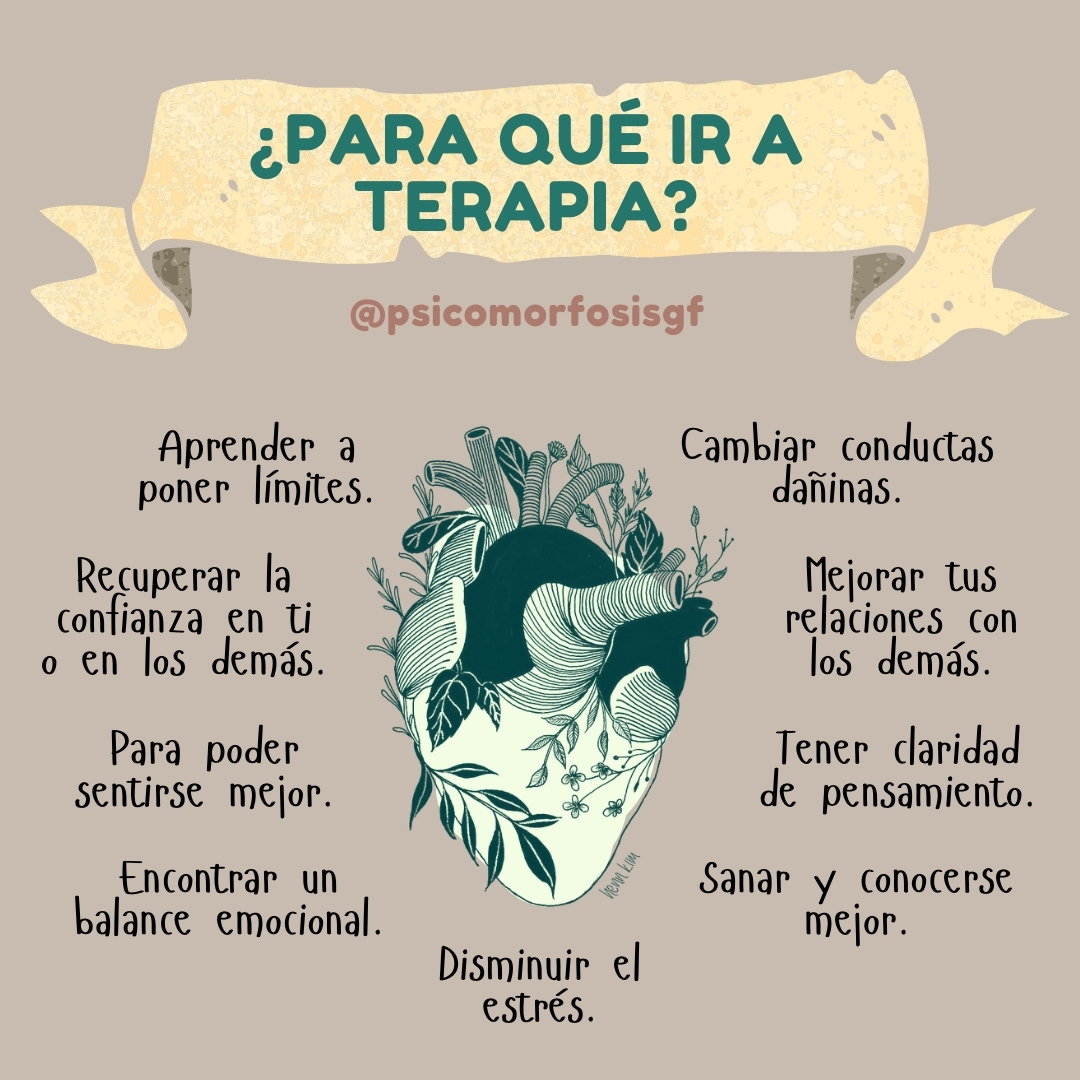 ¿PARA QUÉ IR A
TERAPIA?
@psicomorfosisgf
Aprender a
poner límites.
Recuperar la
confianza en ti
o en los demás.
Para poder
sentirse mejor.
Encontrar un
balance emocional.
Cambiar conductas
dañinas.
Mejorar tus
relaciones con
los demás.
Tener claridad
de pensamiento.
Sanar y conocerse
mejor.
Disminuir el
estrés.
henn kim